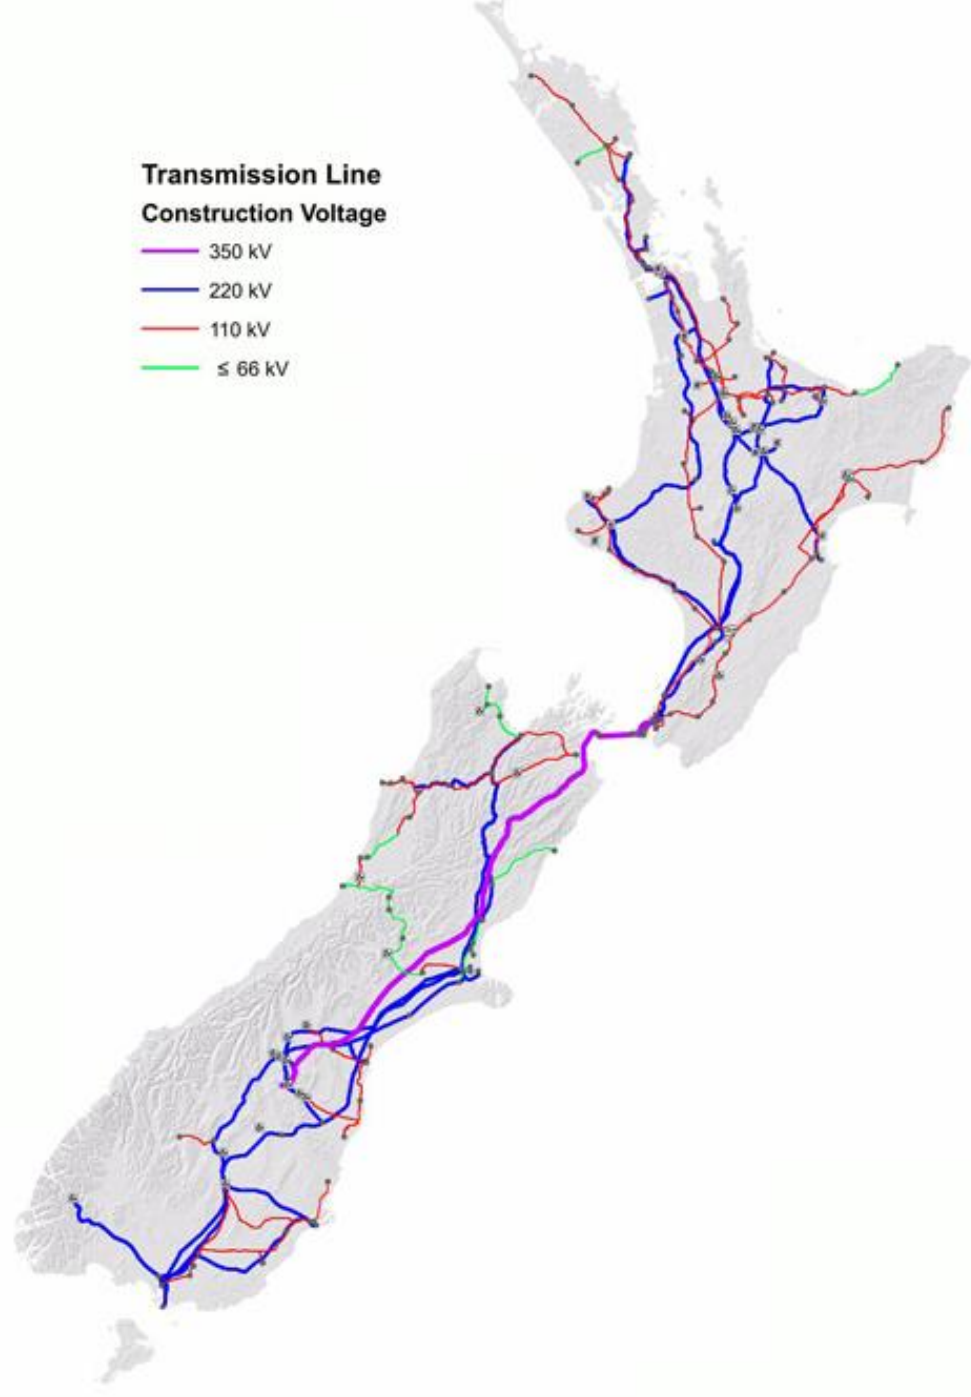 Transmission Line
Construction Voltage
350 kV
220 kV
110 kV
≤ 66 kV